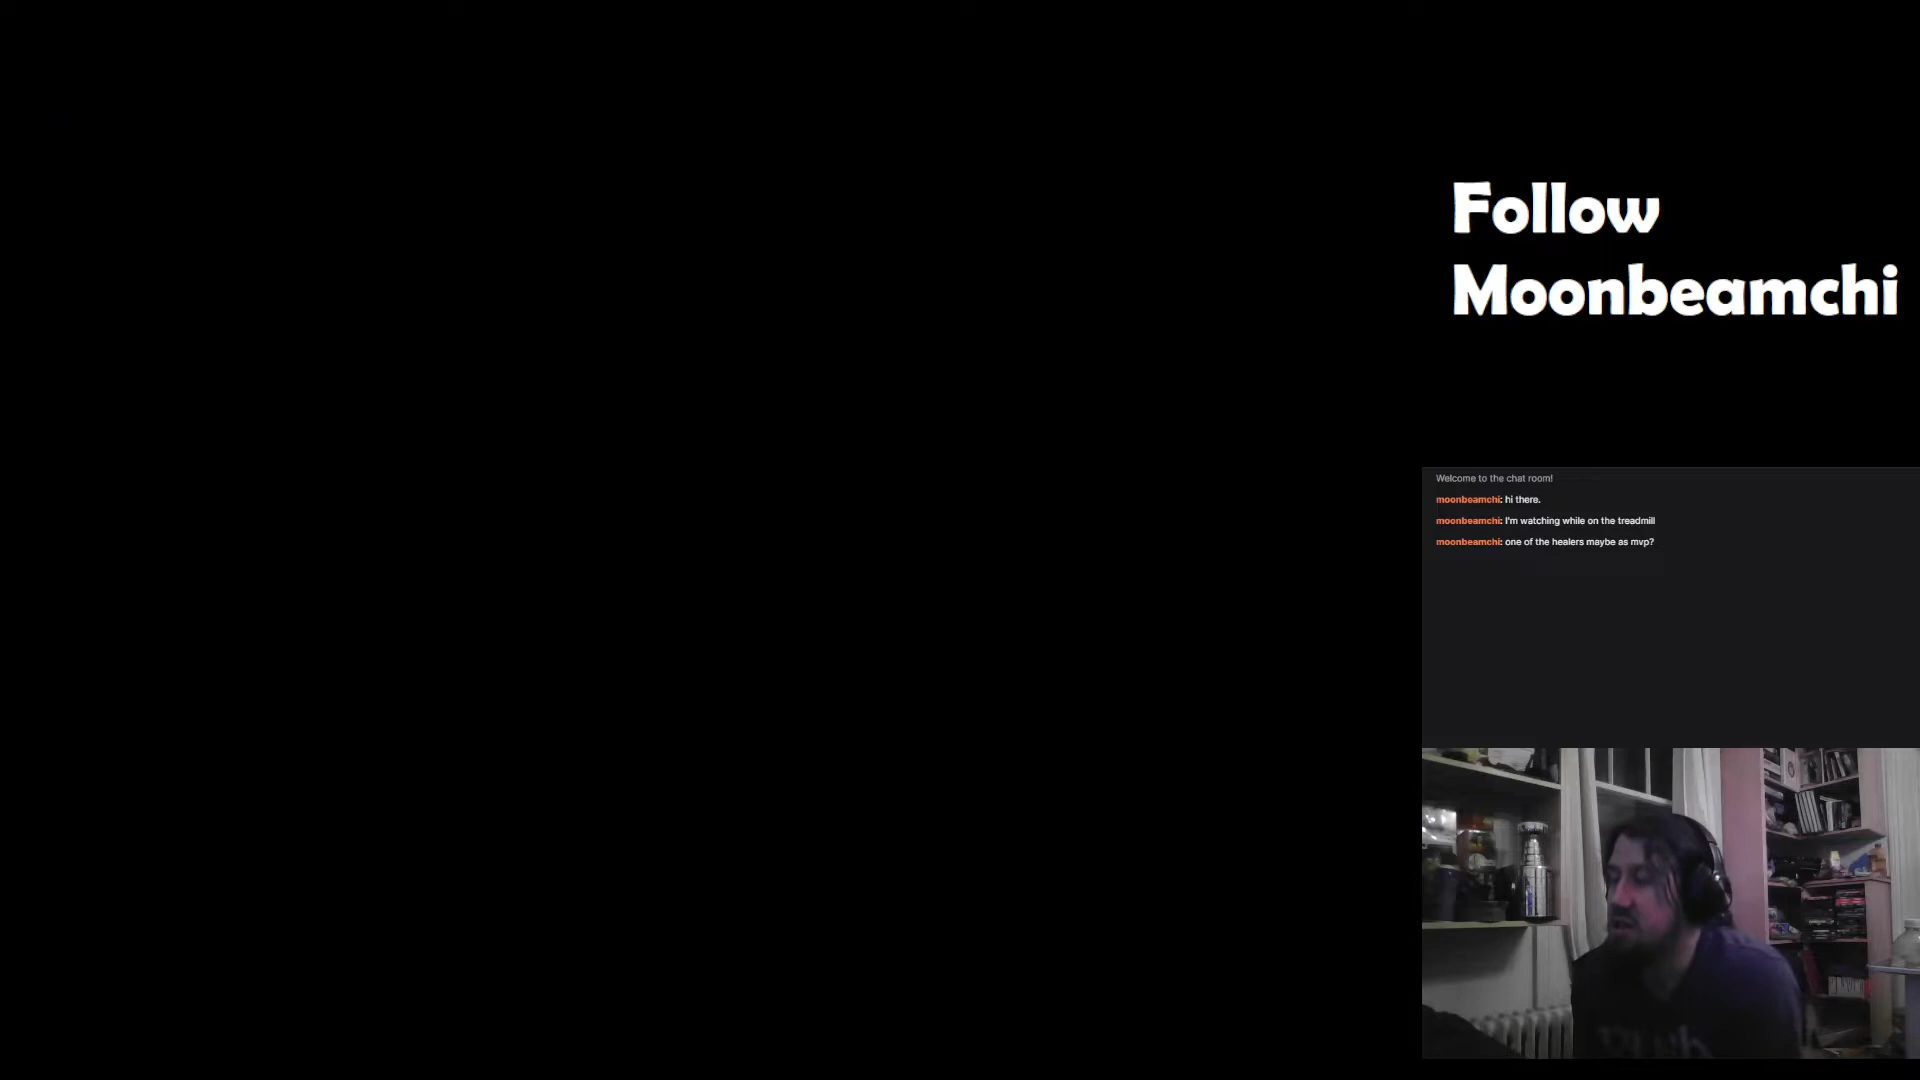 Follow
Moonbeamchi
Welcome to the chat room!
moonbeamchi: hi there.
moonbeamchi: I'm watching while on the treadmill
moonbeamchi: one of the healers maybe as mvp?